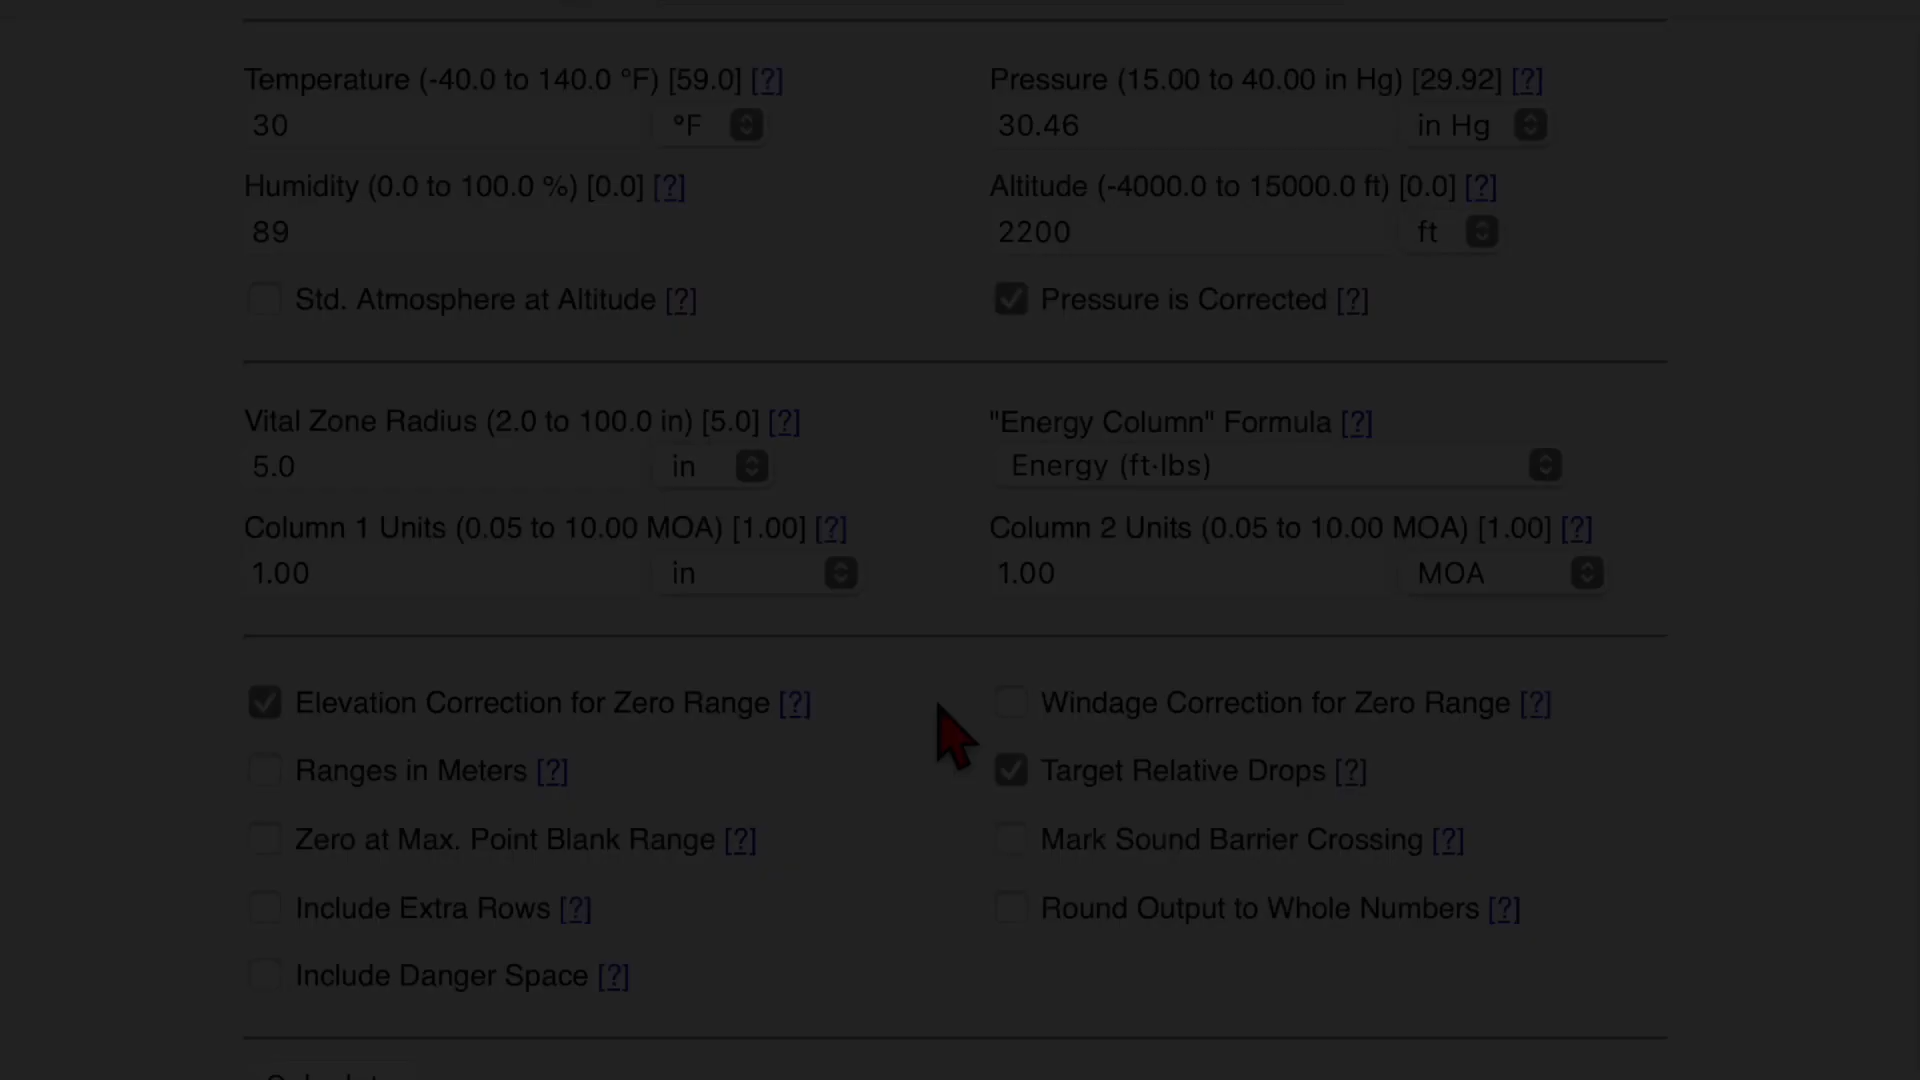 Temperature (-40.0 to 140.0 °F) [59.0] [?]
Pressure (15.00 to 40.00 in Hg) [29.92] [?]
30 °F
30.46 in Hg
Humidity (0.0 to 100.0 %) [0.0] [?]
Altitude (-4000.0 to 15000.0 ft) [0.0] [?]
89
2200 ft
Std. Atmosphere at Altitude [?]
Pressure is Corrected [?]
Vital Zone Radius (2.0 to 100.0 in) [5.0] [?]
"Energy Column" Formula [?]
5.0 in
Energy (ft·lbs)
Column 1 Units (0.05 to 10.00 MOA) [1.00] [?]
Column 2 Units (0.05 to 10.00 MOA) [1.00] [?]
1.00 in
1.00 MOA
Elevation Correction for Zero Range [?]
Windage Correction for Zero Range [?]
Ranges in Meters [?]
Target Relative Drops [?]
Zero at Max. Point Blank Range [?]
Mark Sound Barrier Crossing [?]
Include Extra Rows [?]
Round Output to Whole Numbers [?]
Include Danger Space [?]